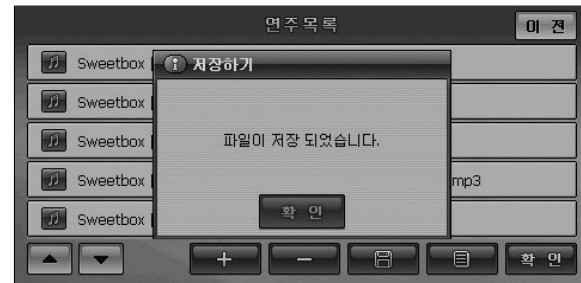 연주목록
이 전
Sweetbox
저장하기
Sweetbox
Sweetbox
파일이 저장 되었습니다.
Sweetbox
mp3
Sweetbox
확 인
+
−
확 인